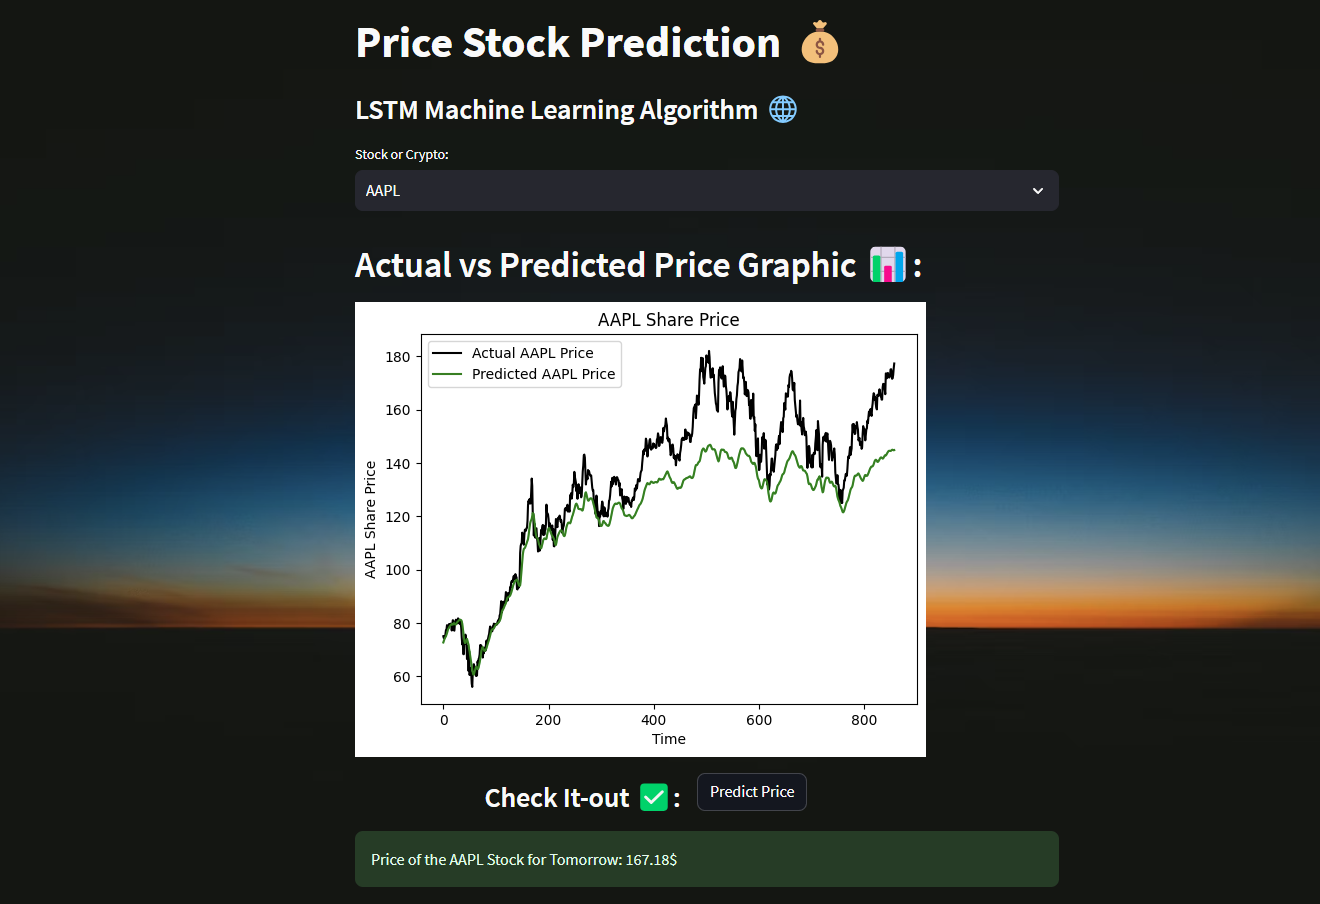 Price Stock Prediction 💰
LSTM Machine Learning Algorithm 🌐
Stock or Crypto:
AAPL
Actual vs Predicted Price Graphic 📊 :
AAPL Share Price
Actual AAPL Price
Predicted AAPL Price
AAPL Share Price
180
160
140
120
100
80
60
0 200 400 600 800
Time
Check It-out ✅ :
Predict Price
Price of the AAPL Stock for Tomorrow: 167.18$